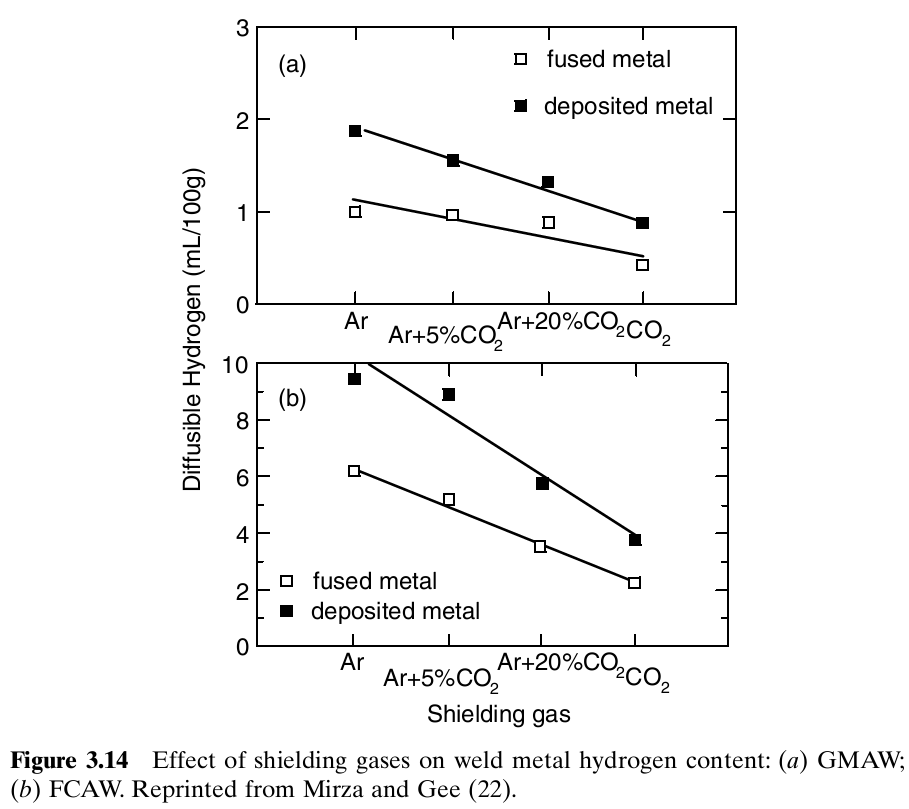 3
(a)
fused metal
deposited metal
2
1
0
Ar
Ar+5%CO2
Ar+20%CO2
CO2
Diffusible Hydrogen (mL/100g)
10
(b)
8
6
4
fused metal
2
deposited metal
0
Ar
Ar+5%CO2
Ar+20%CO2
CO2
Shielding gas
Figure 3.14 Effect of shielding gases on weld metal hydrogen content: (a) GMAW;
(b) FCAW. Reprinted from Mirza and Gee (22).